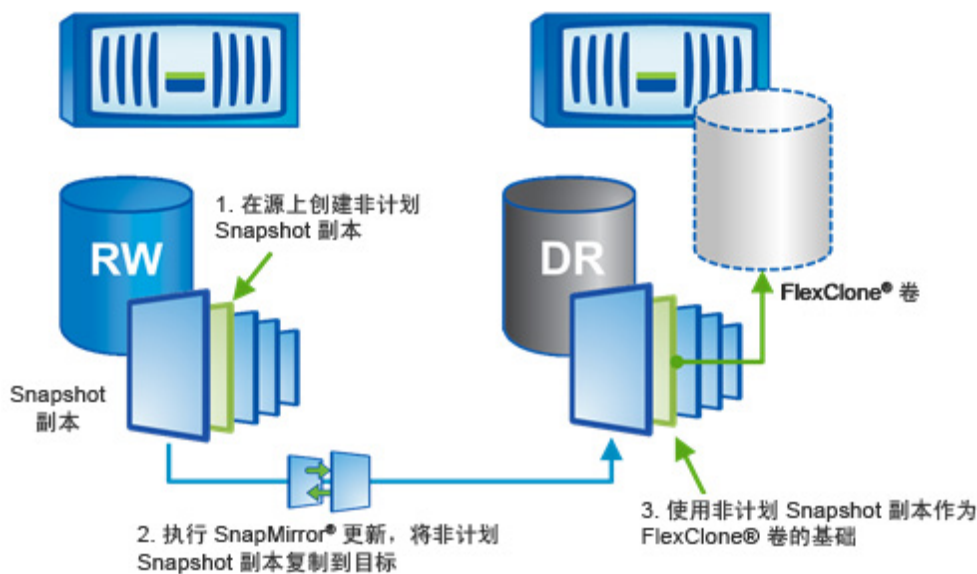 1. 在源上创建非计划
Snapshot 副本
RW
DR
FlexClone® 卷
Snapshot
副本
2. 执行 SnapMirror® 更新，将非计划
Snapshot 副本复制到目标
3. 使用非计划 Snapshot 副本作为
FlexClone® 卷的基础